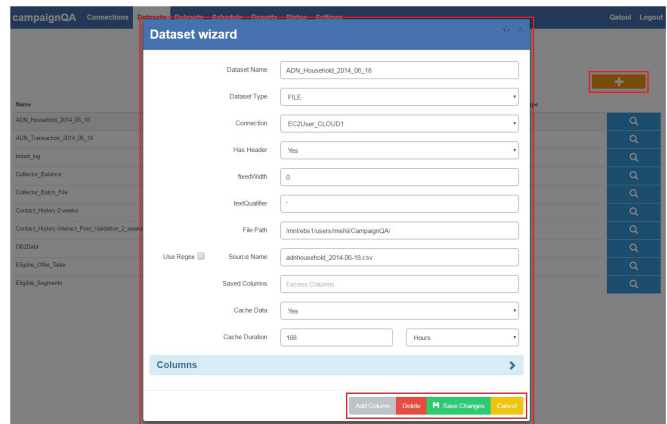 campaignQA Connections Datasets Rulesets Schedule Reports Status Settings Qatool Logout
Dataset wizard
X
Dataset Name ADN_Household_2014_06_18
Dataset Type FILE
Connection EC2User_CLOUD1
Has Header Yes
fixedWidth 0
textQualifier '
File Path /mnt/ebs1/users/mishii/CampaignQA/
Use Regex Source Name adnhousehold_2014-06-18.csv
Saved Columns Excess Columns
Cache Data Yes
Cache Duration 168 Hours
Columns
Add Column Delete Save Changes Cancel
Name
ADN_Household_2014_06_18
ADN_Transaction_2014_06_18
broad_log
Collector_Balance
Collector_Batch_File
Contact_History-2-weeks
Contact_History-Interact_Post_Validation_2_weeks
DB2Data
Eligible_Offer_Table
Eligible_Segments